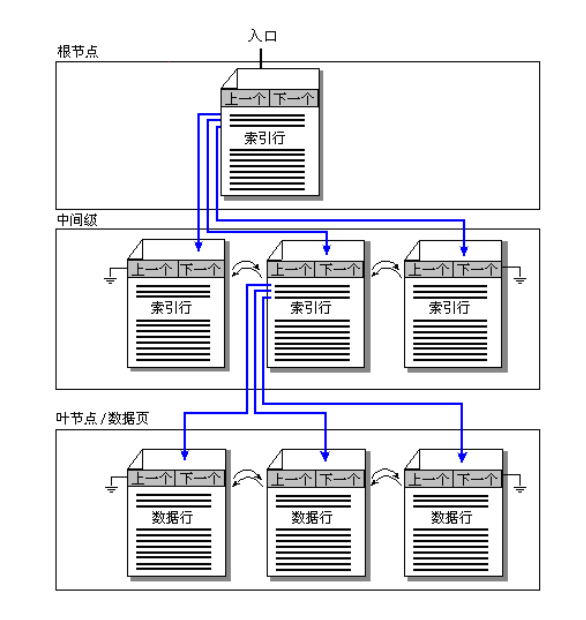 入口
根节点
上一个 下一个
索引行
中间级
上一个 下一个 上一个 下一个 上一个 下一个
索引行 索引行 索引行
叶节点/数据页
上一个 下一个 上一个 下一个 上一个 下一个
数据行 数据行 数据行